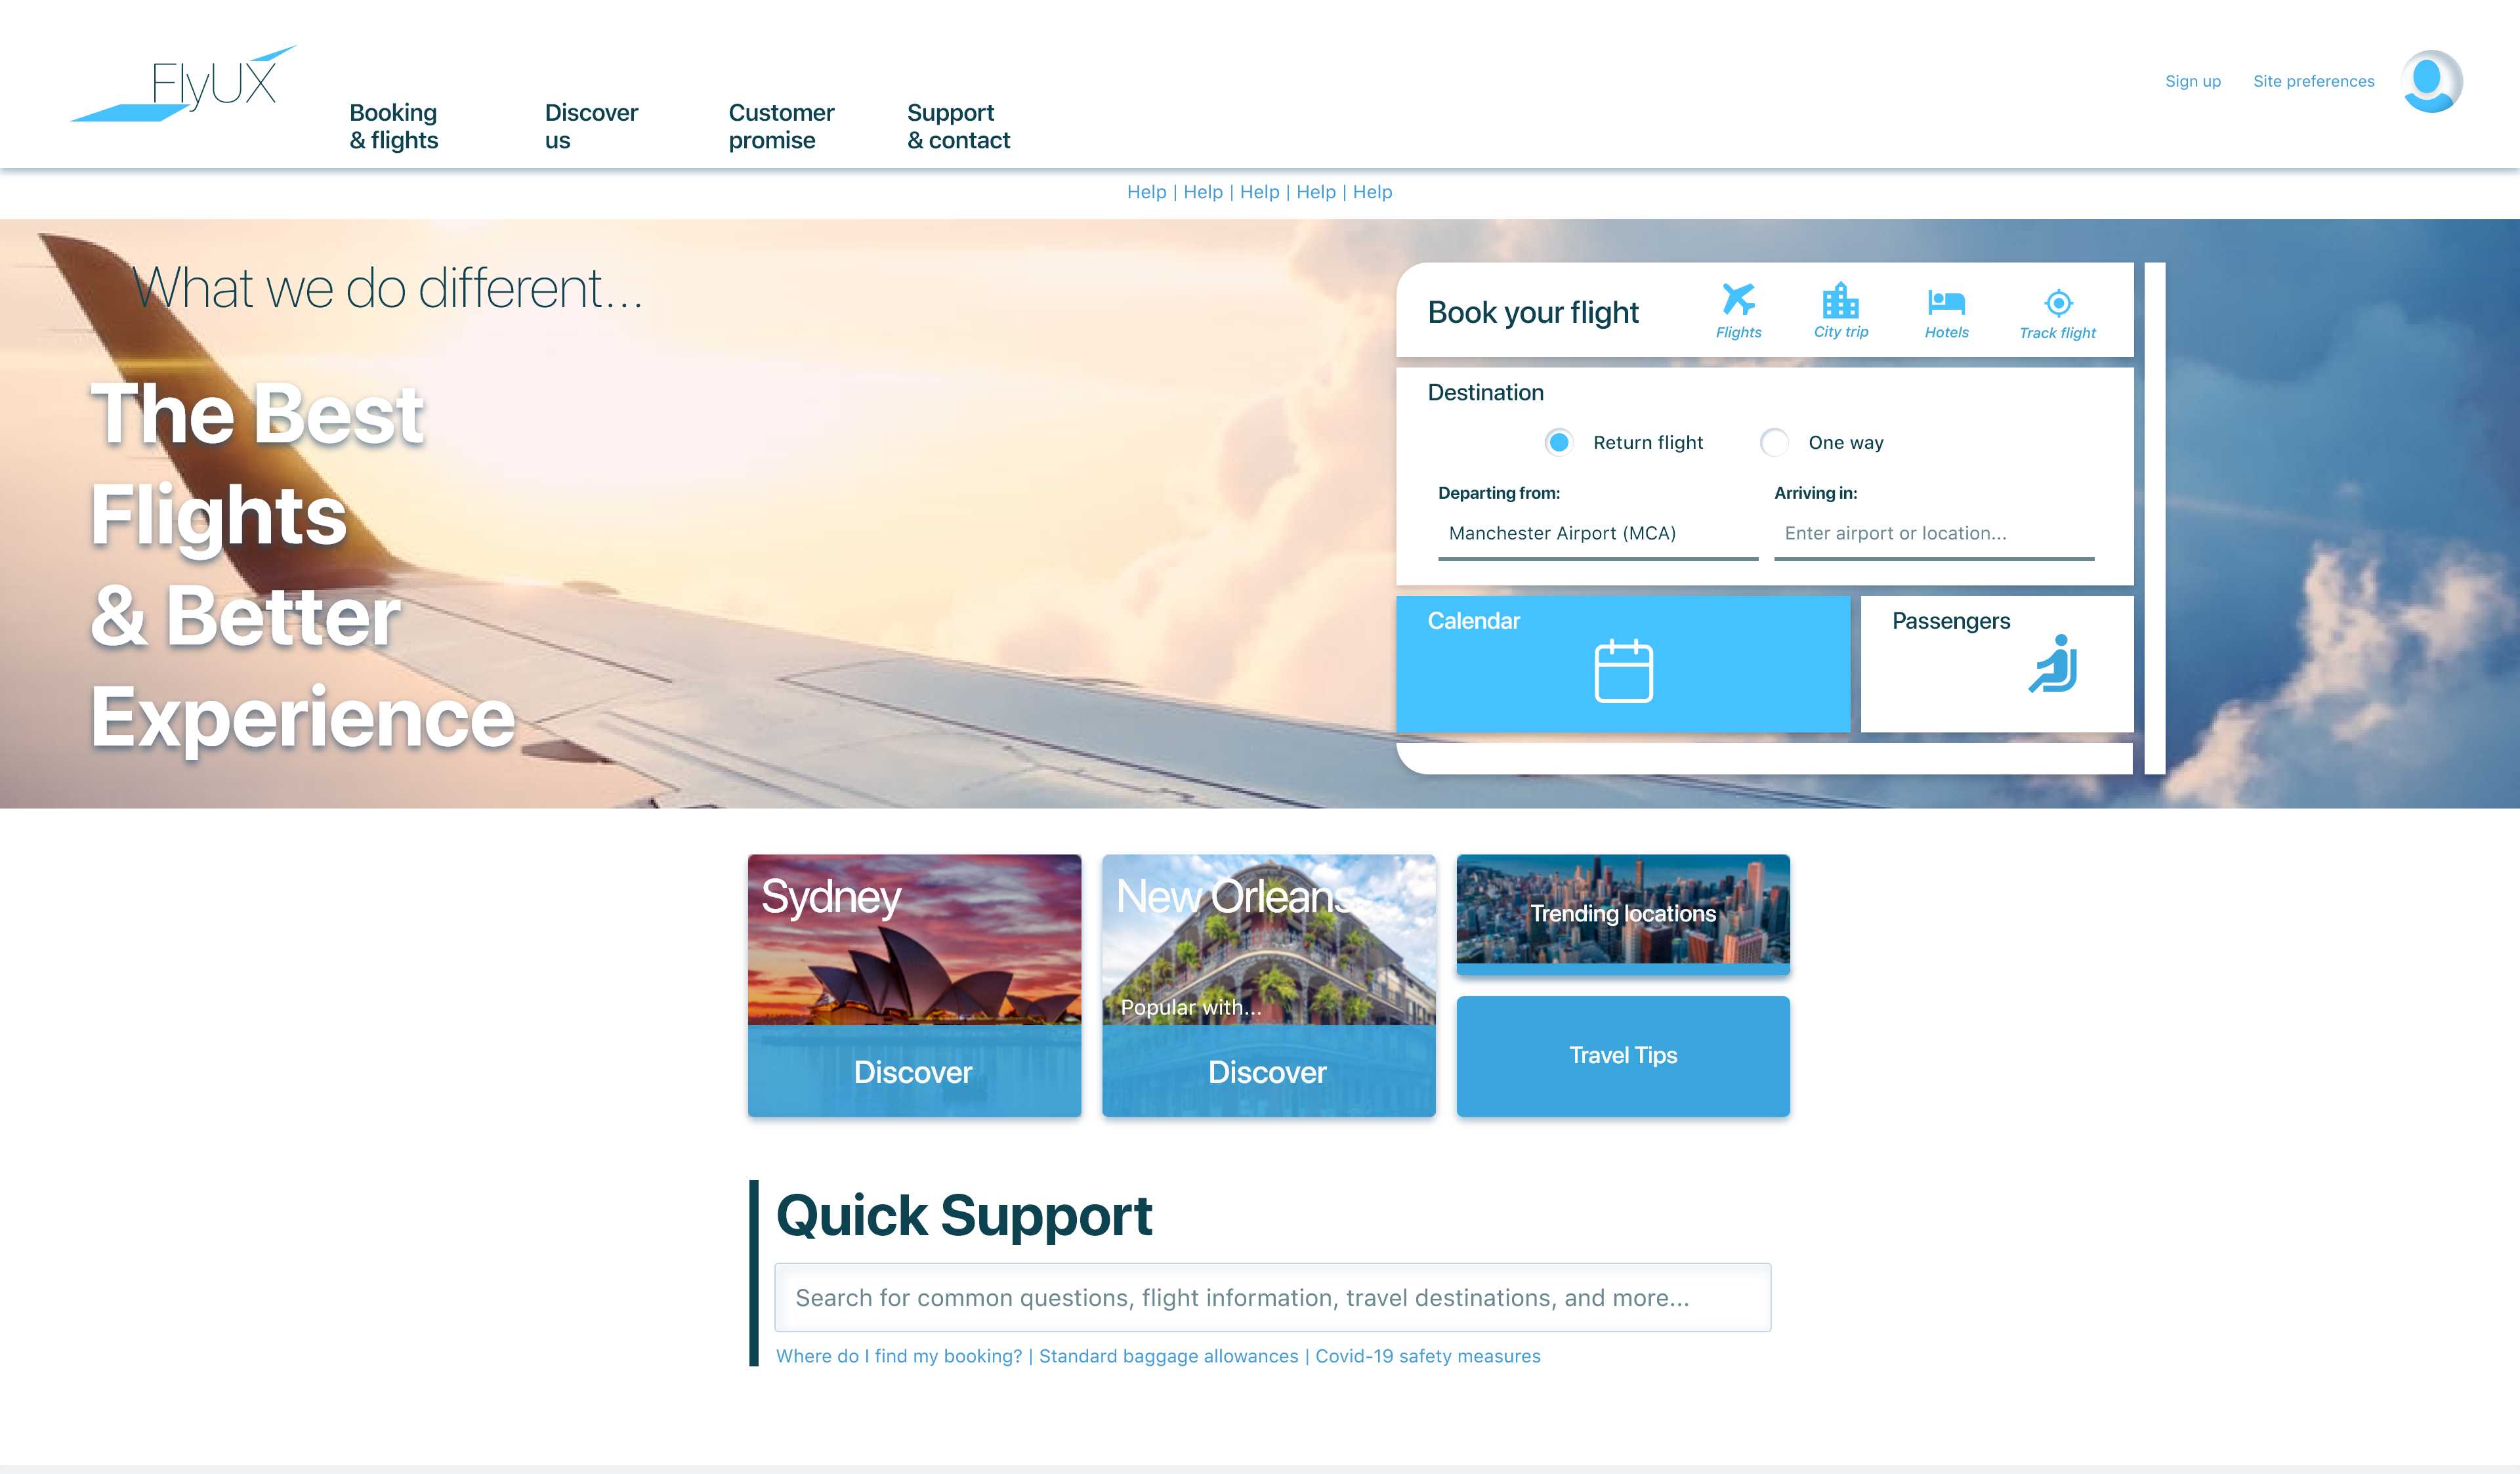 FlyUX
Booking
& flights
Discover
us
Customer
promise
Support
& contact
Sign up
Site preferences
Help | Help | Help | Help | Help
What we do different...
The Best
Flights
& Better
Experience
Book your flight
Flights
City trip
Hotels
Track flight
Destination
Return flight
One way
Departing from:
Arriving in:
Manchester Airport (MCA)
Enter airport or location...
Calendar
Passengers
Sydney
Discover
New Orleans
Popular with...
Discover
Trending locations
Travel Tips
Quick Support
Search for common questions, flight information, travel destinations, and more...
Where do I find my booking? | Standard baggage allowances | Covid-19 safety measures